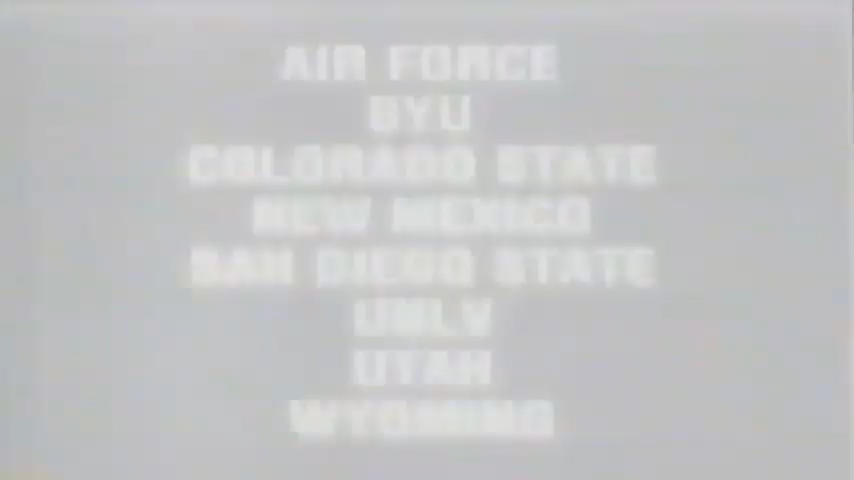 AIR FORCE
BYU
COLORADO STATE
NEW MEXICO
SAN DIEGO STATE
UNLV
UTAH
WYOMING